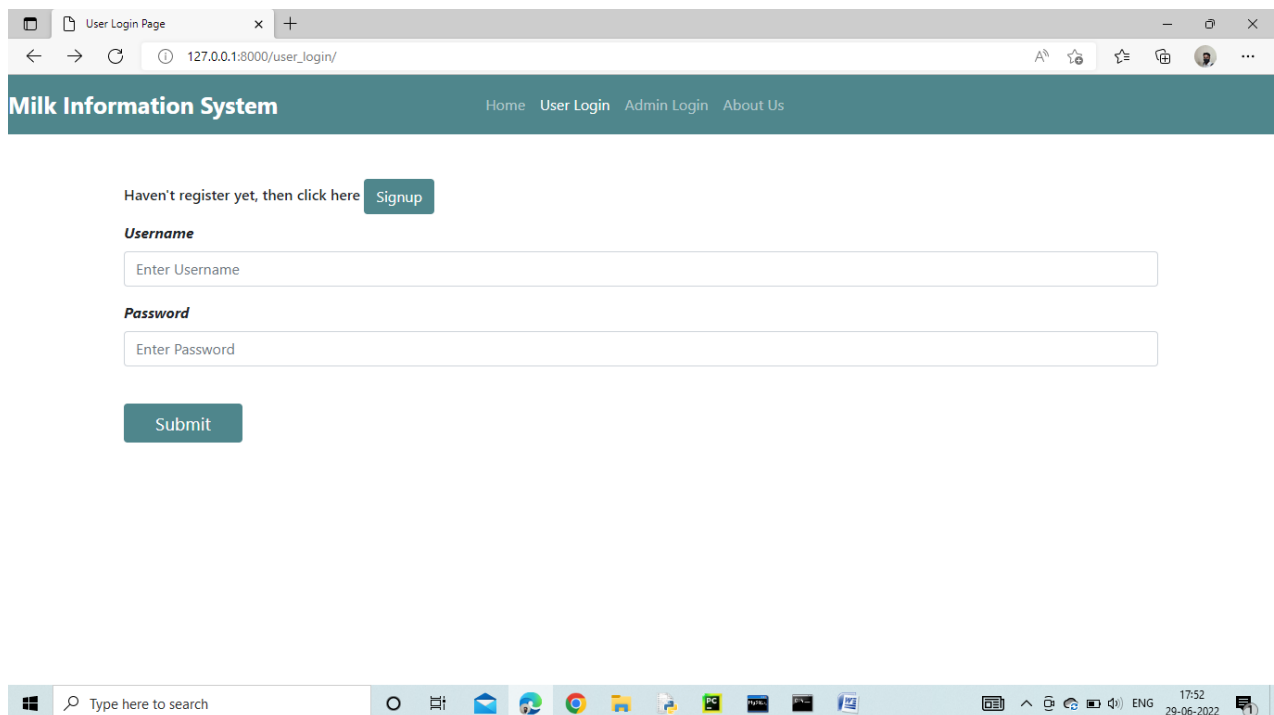 User Login Page
127.0.0.1:8000/user_login/
Milk Information System
Home User Login Admin Login About Us
Haven't register yet, then click here Signup
Username
Enter Username
Password
Enter Password
Submit
Type here to search
ENG
17:52
29-06-2022